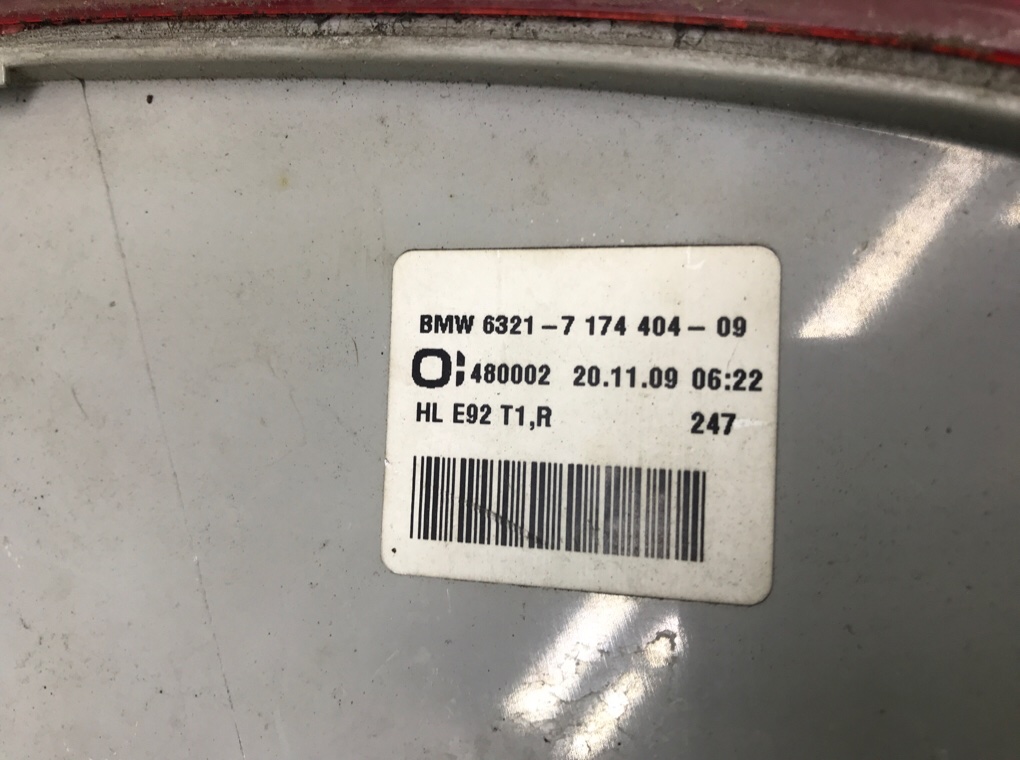 BMW 6321-7 174 404-09
480002 20.11.09 06:22
HL E92 T1,R 247